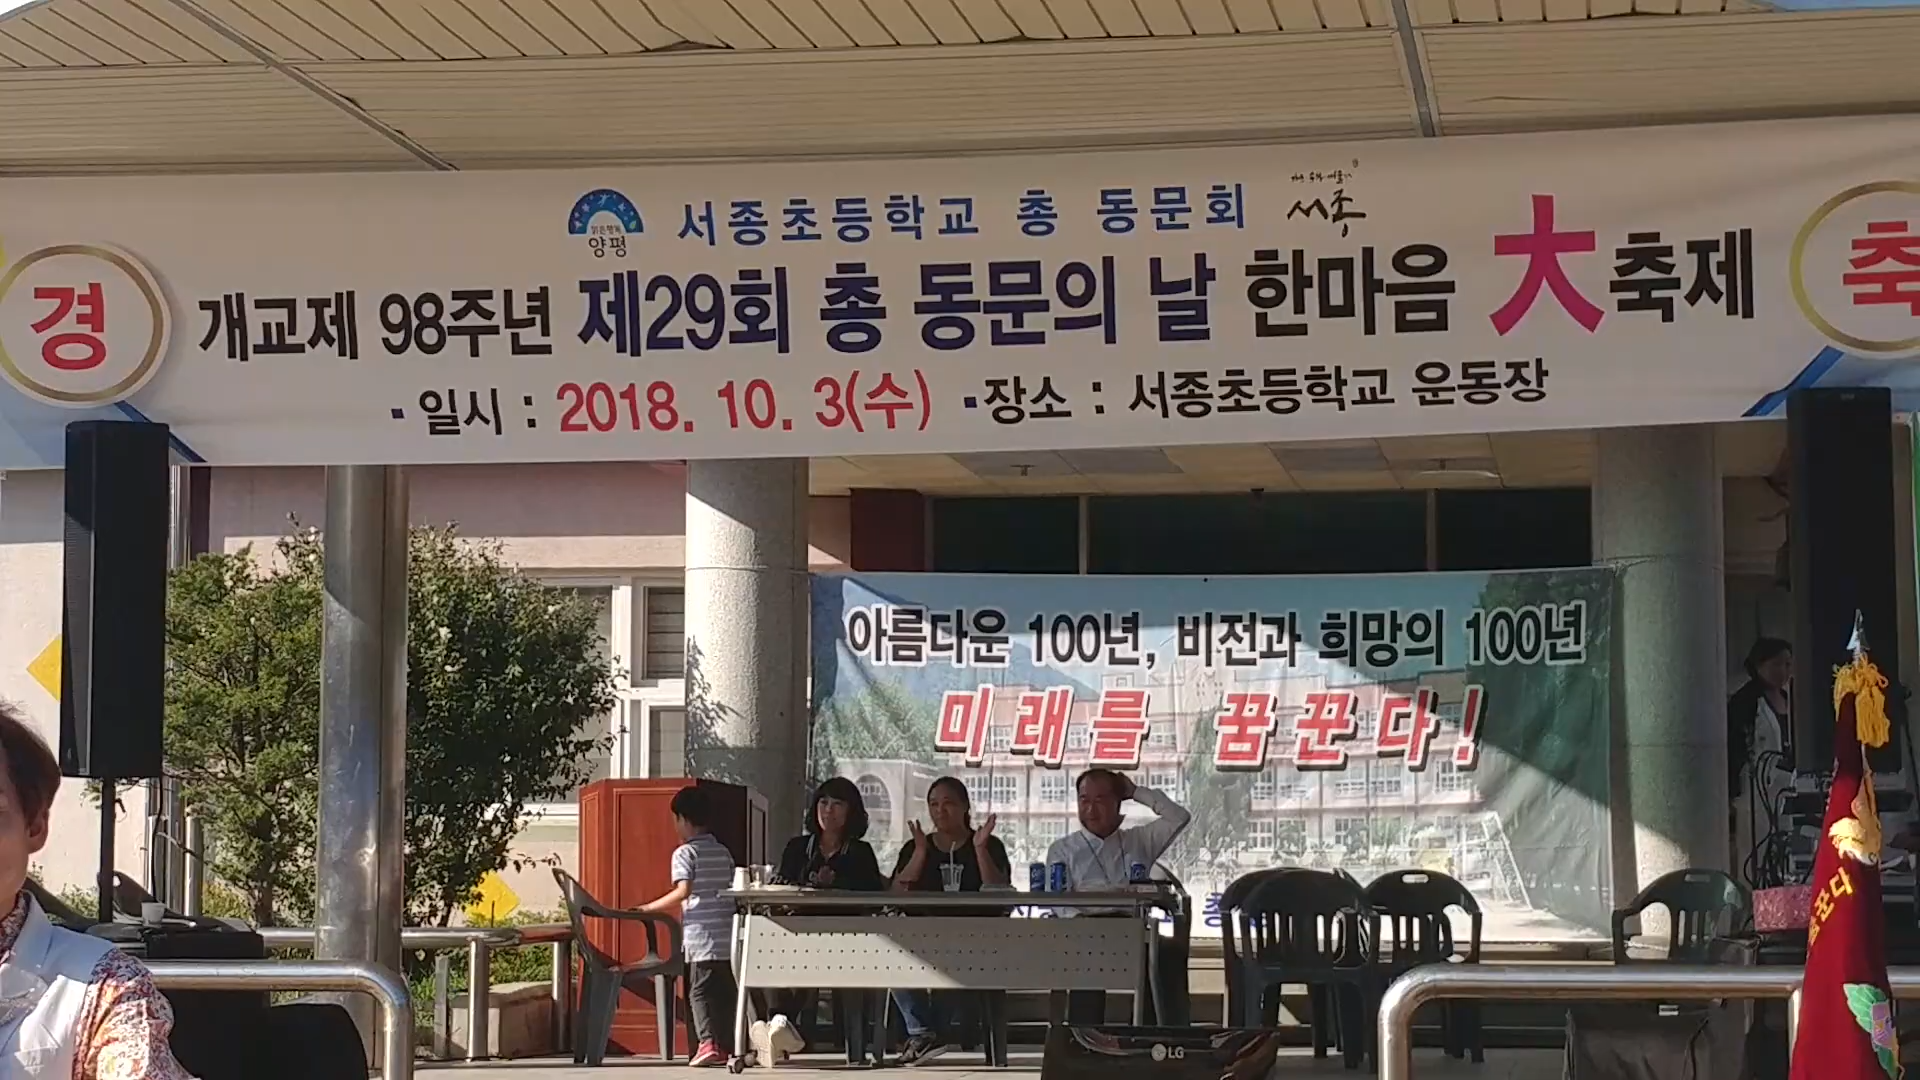 서종초등학교 총 동문회
서종
양평
경
개교제 98주년 제29회 총 동문의 날 한마음 大축제
축
·일시 : 2018. 10. 3(수) ·장소 : 서종초등학교 운동장
아름다운 100년, 비전과 희망의 100년
미래를 꿈꾼다!
총
LG